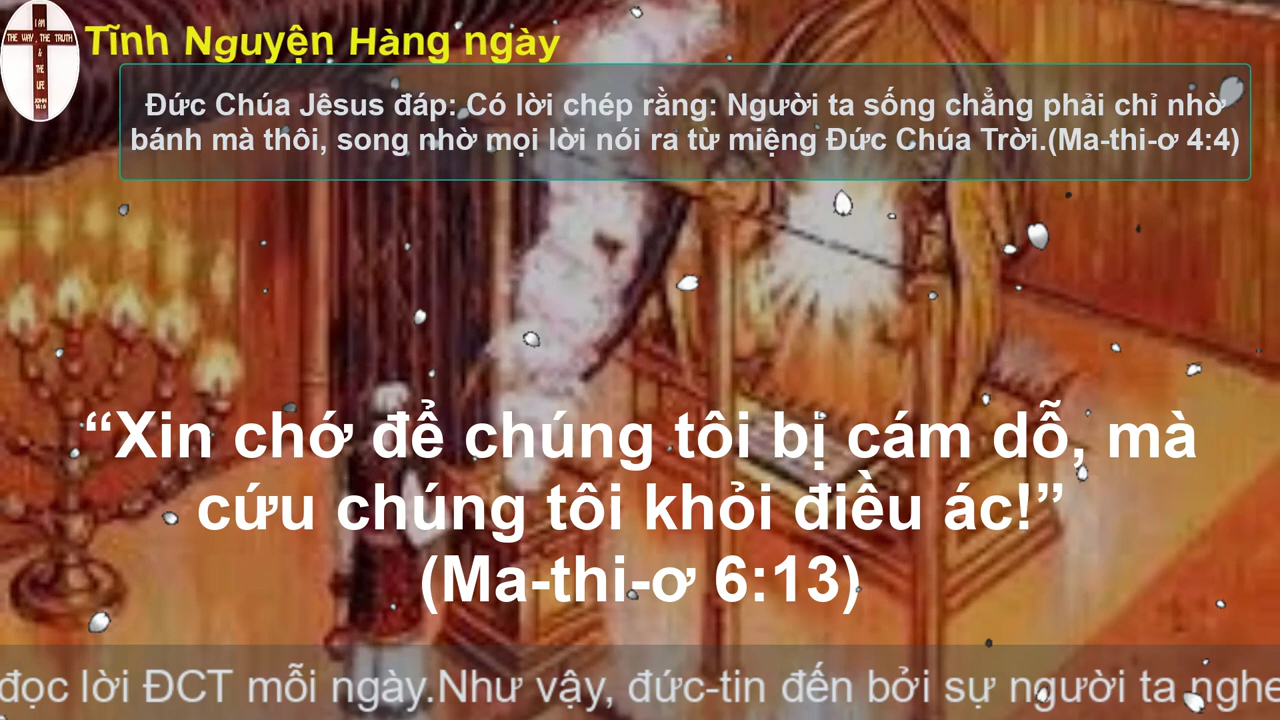 I AM
THE WAY, THE TRUTH
&
THE
LIFE
JOHN
14:6
Tĩnh Nguyện Hàng ngày
Đức Chúa Jêsus đáp: Có lời chép rằng: Người ta sống chẳng phải chỉ nhờ
bánh mà thôi, song nhờ mọi lời nói ra từ miệng Đức Chúa Trời.(Ma-thi-ơ 4:4)
“Xin chớ để chúng tôi bị cám dỗ, mà
cứu chúng tôi khỏi điều ác!”
(Ma-thi-ơ 6:13)
đọc lời ĐCT mỗi ngày.Như vậy, đức-tin đến bởi sự người ta nghe